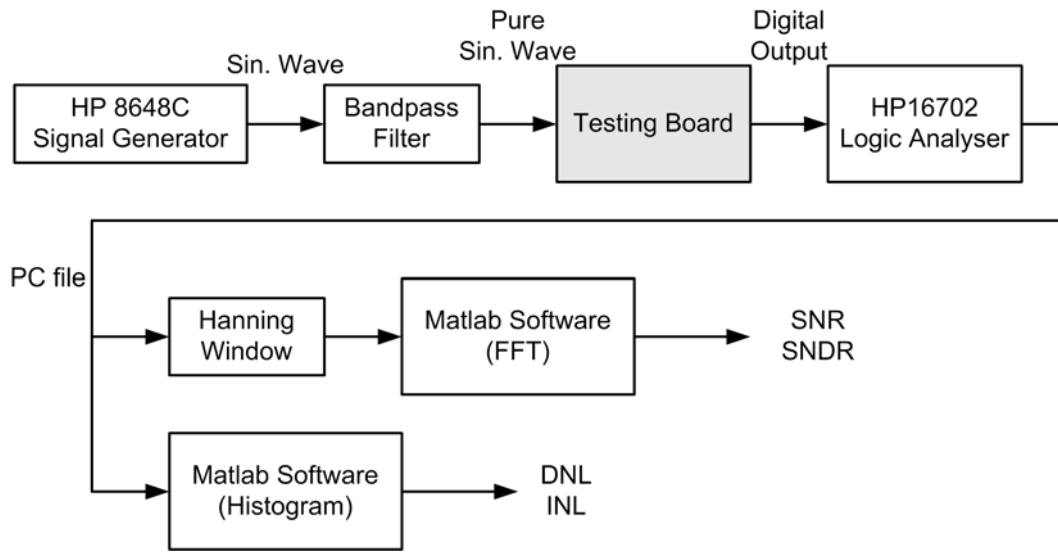 Sin. Wave
Pure
Sin. Wave
Digital
Output
HP 8648C
Signal Generator
Bandpass
Filter
Testing Board
HP16702
Logic Analyser
PC file
Hanning
Window
Matlab Software
(FFT)
SNR
SNDR
Matlab Software
(Histogram)
DNL
INL